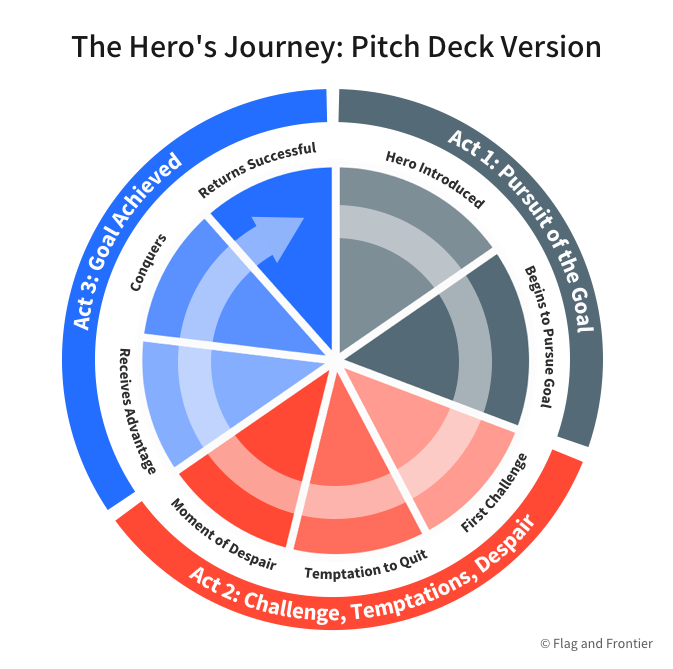 The Hero's Journey: Pitch Deck Version
Act 1: Pursuit of the Goal
Hero Introduced
Begins to Pursue Goal
Act 2: Challenge, Temptations, Despair
First Challenge
Temptation to Quit
Moment of Despair
Act 3: Goal Achieved
Receives Advantage
Conquers
Returns Successful
© Flag and Frontier